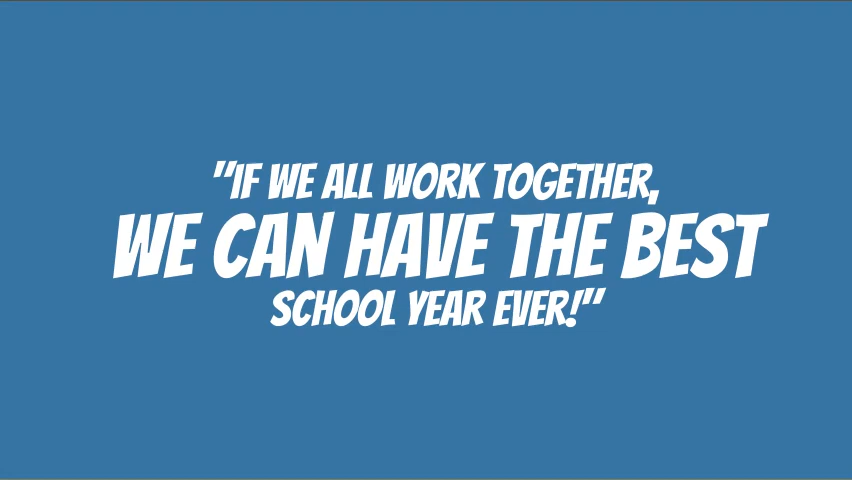 "IF WE ALL WORK TOGETHER,
WE CAN HAVE THE BEST
SCHOOL YEAR EVER!"